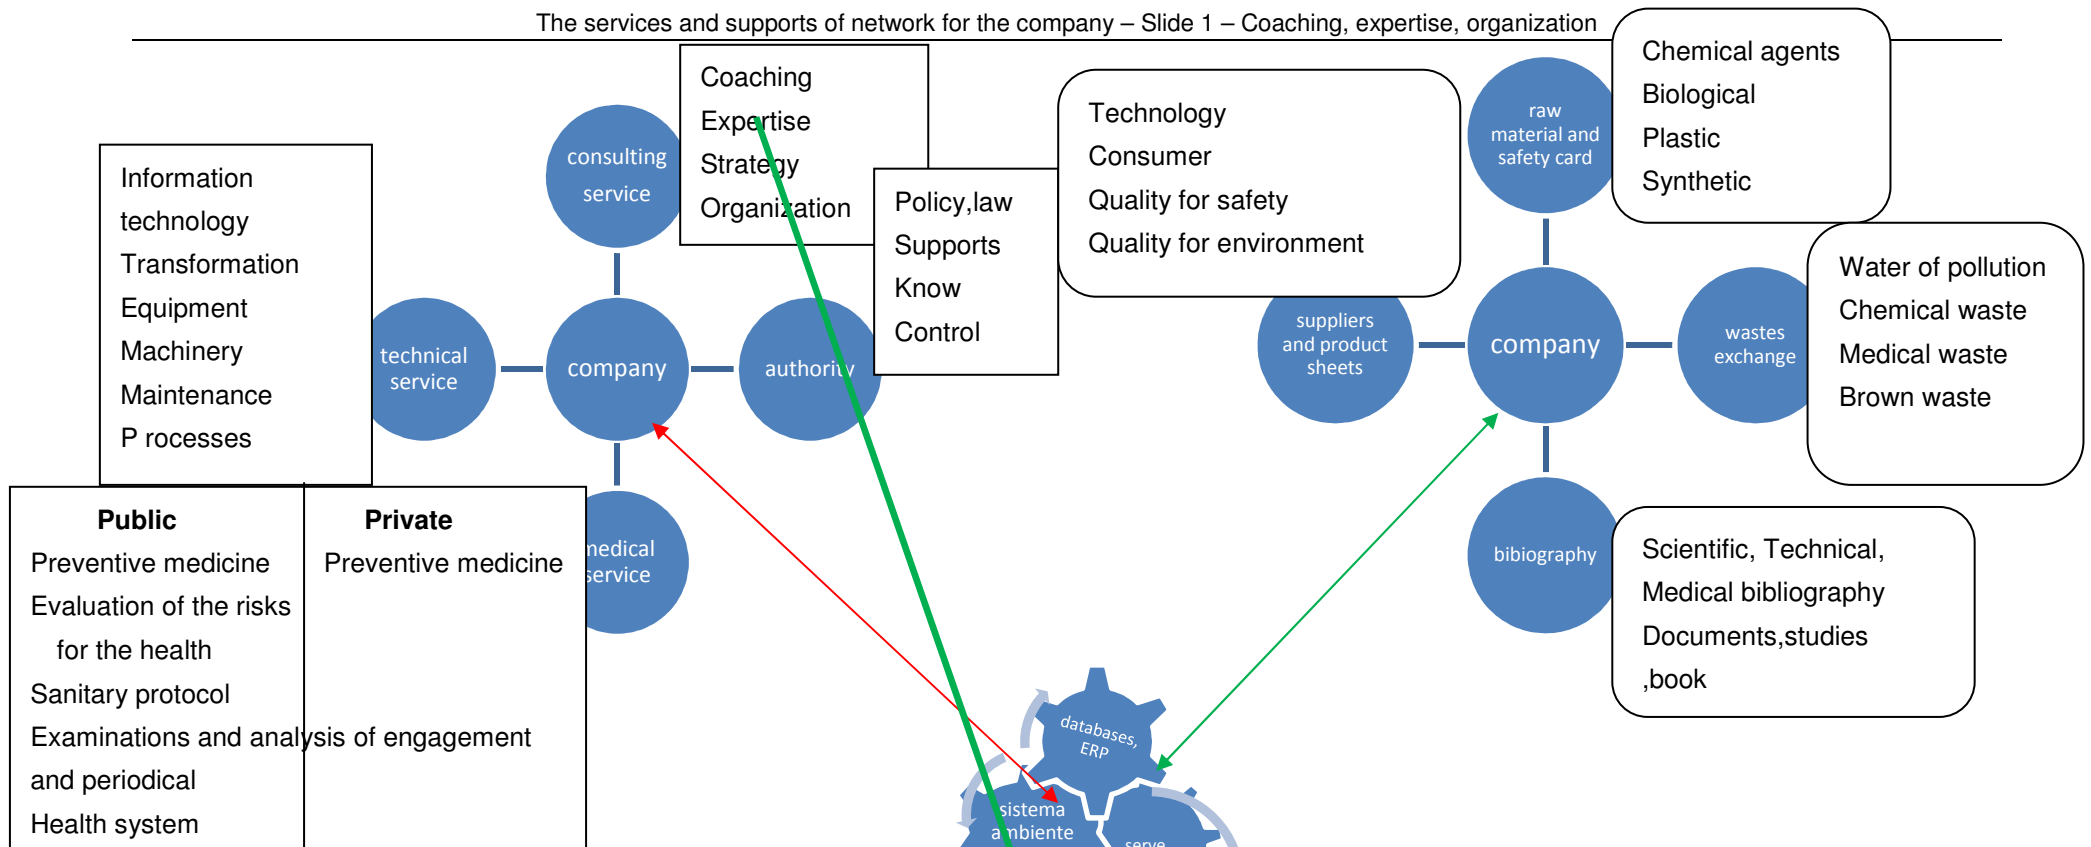 The services and supports of network for the company – Slide 1 – Coaching, expertise, organization
consulting
service
Coaching
Expertise
Strategy
Organization
Information
technology
Transformation
Equipment
Machinery
Maintenance
P rocesses
technical
service
company
authority
Policy,law
Supports
Know
Control
Public
Preventive medicine
Evaluation of the risks
for the health
Sanitary protocol
Examinations and analysis of engagement
and periodical
Health system
Private
Preventive medicine
medical
service
Technology
Consumer
Quality for safety
Quality for environment
raw
material and
safety card
Chemical agents
Biological
Plastic
Synthetic
suppliers
and product
sheets
company
wastes
exchange
Water of pollution
Chemical waste
Medical waste
Brown waste
bibiography
Scientific, Technical,
Medical bibliography
Documents,studies
,book
databases,
ERP
sistema
ambiente
serve